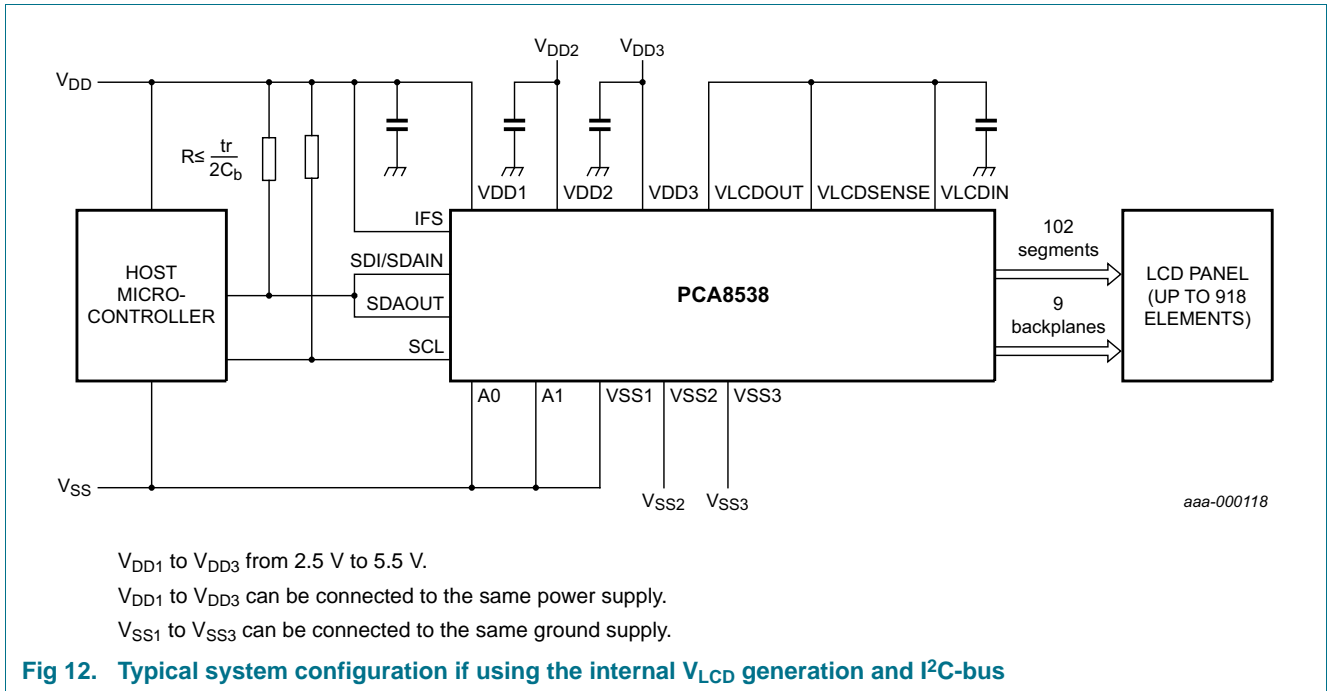 VDD2
VDD3
VDD
R≤ tr
2Cb
VDD1
VDD2
VDD3
VLCDOUT
VLCDSENSE
VLCDIN
IFS
SDI/SDAIN
SDAOUT
SCL
HOST
MICRO-
CONTROLLER
PCA8538
102
segments
9
backplanes
LCD PANEL
(UP TO 918
ELEMENTS)
A0
A1
VSS1
VSS2
VSS3
VSS
VSS2
VSS3
aaa-000118
VDD1 to VDD3 from 2.5 V to 5.5 V.
VDD1 to VDD3 can be connected to the same power supply.
VSS1 to VSS3 can be connected to the same ground supply.
Fig 12. Typical system configuration if using the internal VLCD generation and I²C-bus